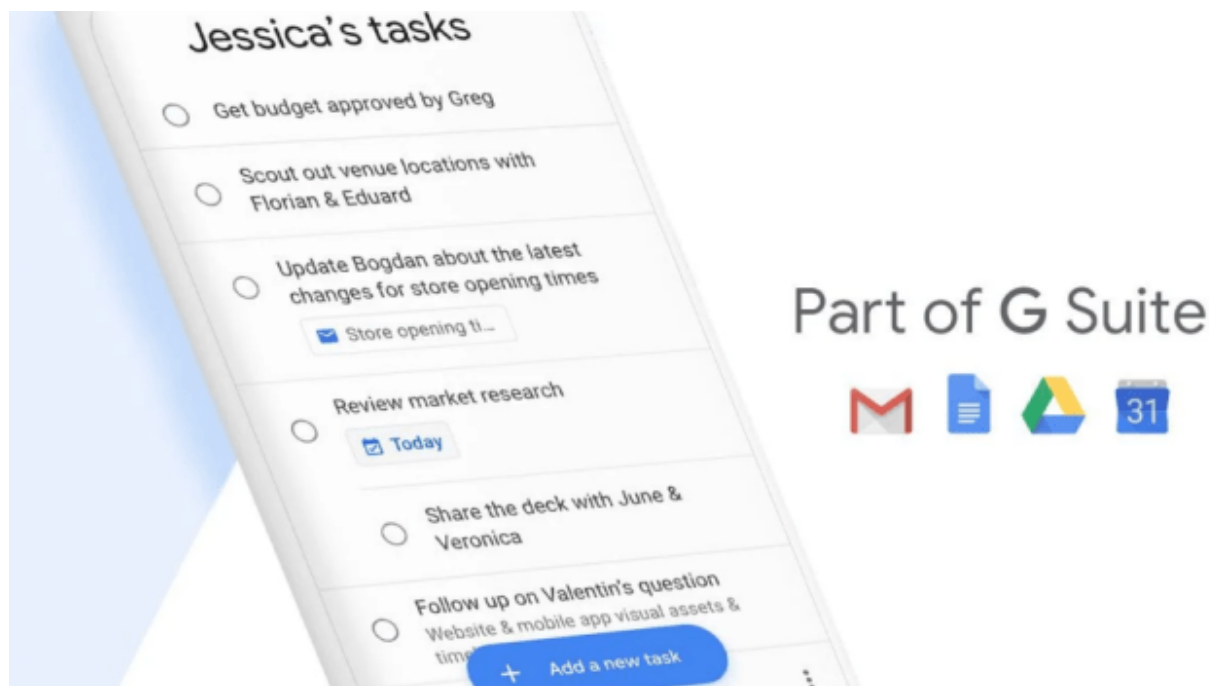 Jessica's tasks
Get budget approved by Greg
Scout out venue locations with
Florian & Eduard
Update Bogdan about the latest
changes for store opening times
Store opening ti...
Review market research
Today
Share the deck with June &
Veronica
Follow up on Valentin's question
Website & mobile app visual assets &
+ Add a new task
Part of G Suite
31